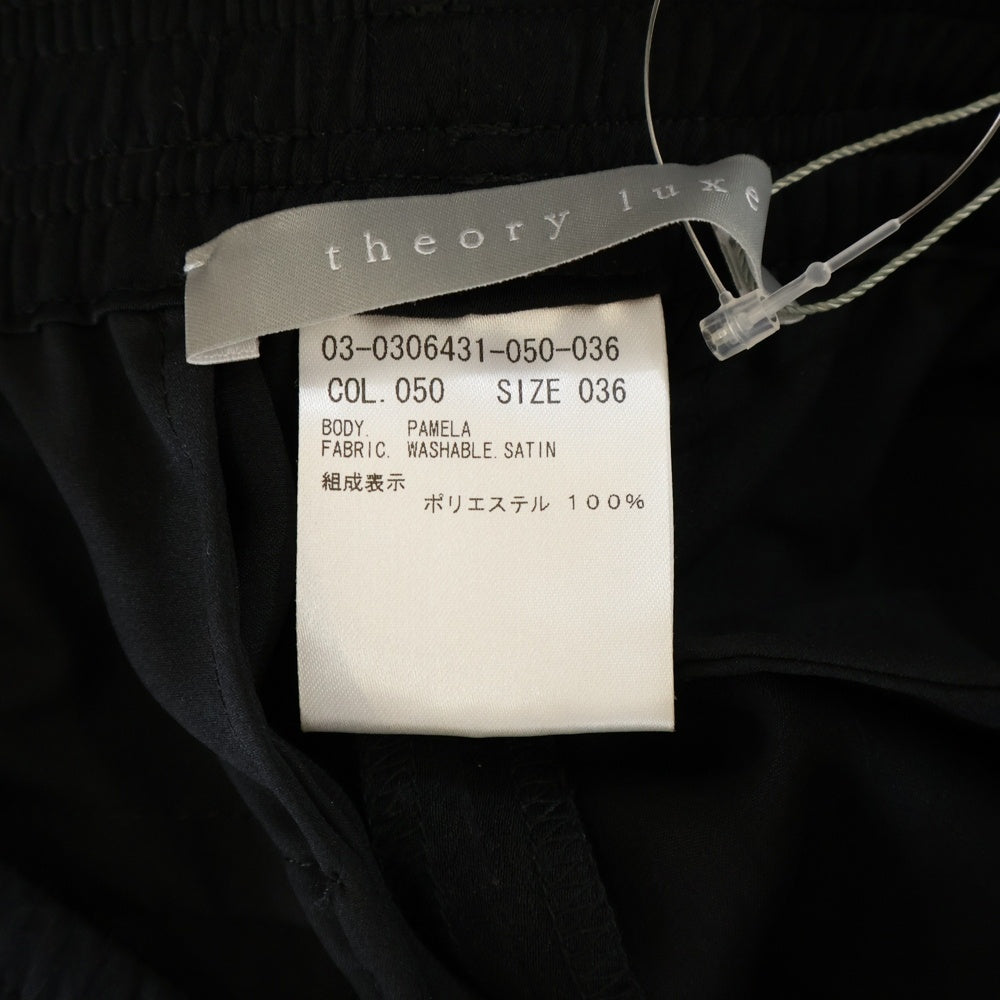 theory luxe
03-0306431-050-036
COL. 050 SIZE 036
BODY. PAMELA
FABRIC. WASHABLE.SATIN
組成表示
ポリエステル 100%